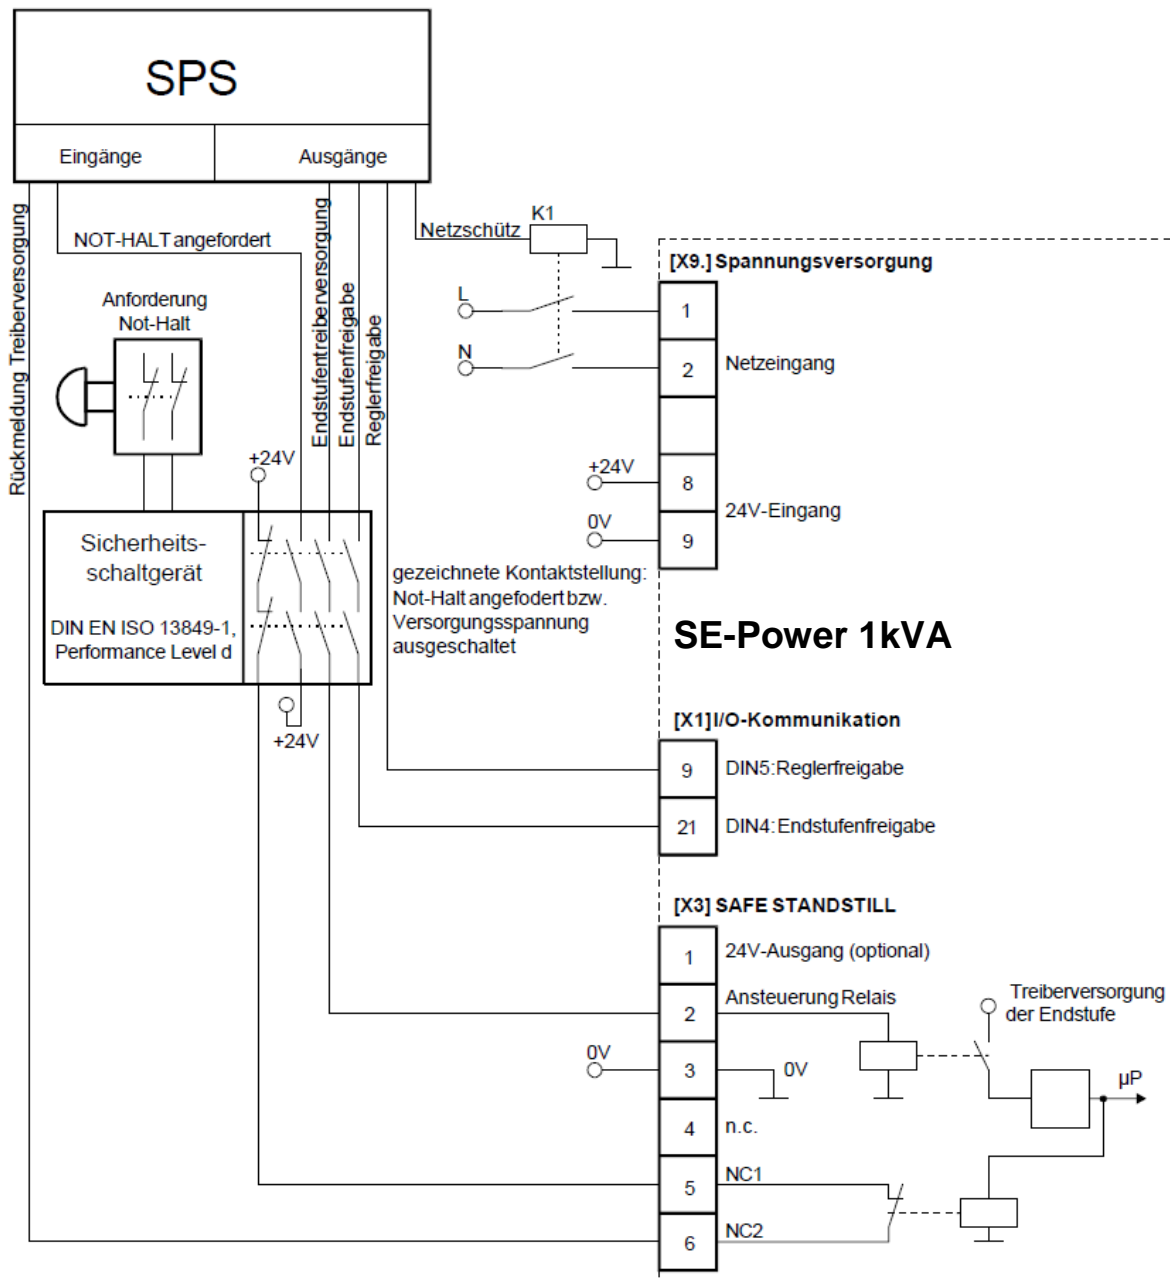 SPS
Eingänge
Ausgänge
Rückmeldung Treiberversorgung
NOT-HALT angefordert
Endstufentreiberversorgung
Endstufenfreigabe
Reglerfreigabe
Netzschütz
K1
Anforderung
Not-Halt
L
N
[X9.] Spannungsversorgung
1
2
Netzeingang
+24V
8
24V-Eingang
0V
9
+24V
Sicherheits-
schaltgerät
DIN EN ISO 13849-1,
Performance Level d
+24V
gezeichnete Kontaktstellung:
Not-Halt angefodert bzw.
Versorgungsspannung
ausgeschaltet
SE-Power 1kVA
[X1] I/O-Kommunikation
9
DIN5: Reglerfreigabe
21
DIN4: Endstufenfreigabe
[X3] SAFE STANDSTILL
1
24V-Ausgang (optional)
2
Ansteuerung Relais
Treiberversorgung
der Endstufe
0V
3
0V
µP
4
n.c.
5
NC1
6
NC2